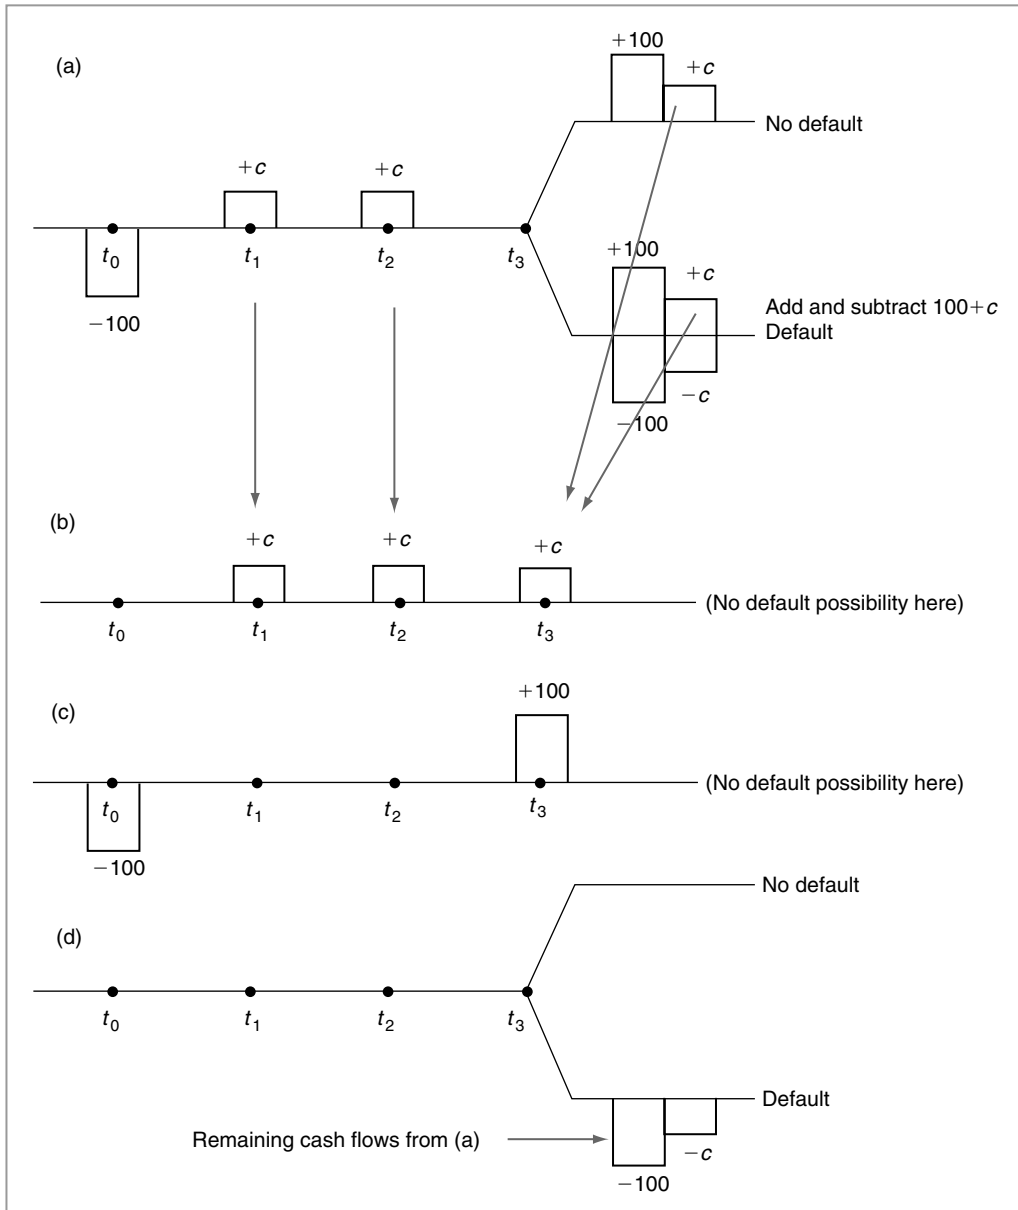 (a)
+100
+c
No default
+c
+c
t0
t1
t2
t3
−100
+100
+c
Add and subtract 100+c
Default
−c
−100
(b)
+c
+c
+c
(No default possibility here)
t0
t1
t2
t3
+100
(c)
(No default possibility here)
t0
t1
t2
t3
−100
No default
(d)
t0
t1
t2
t3
Default
Remaining cash flows from (a)
−c
−100